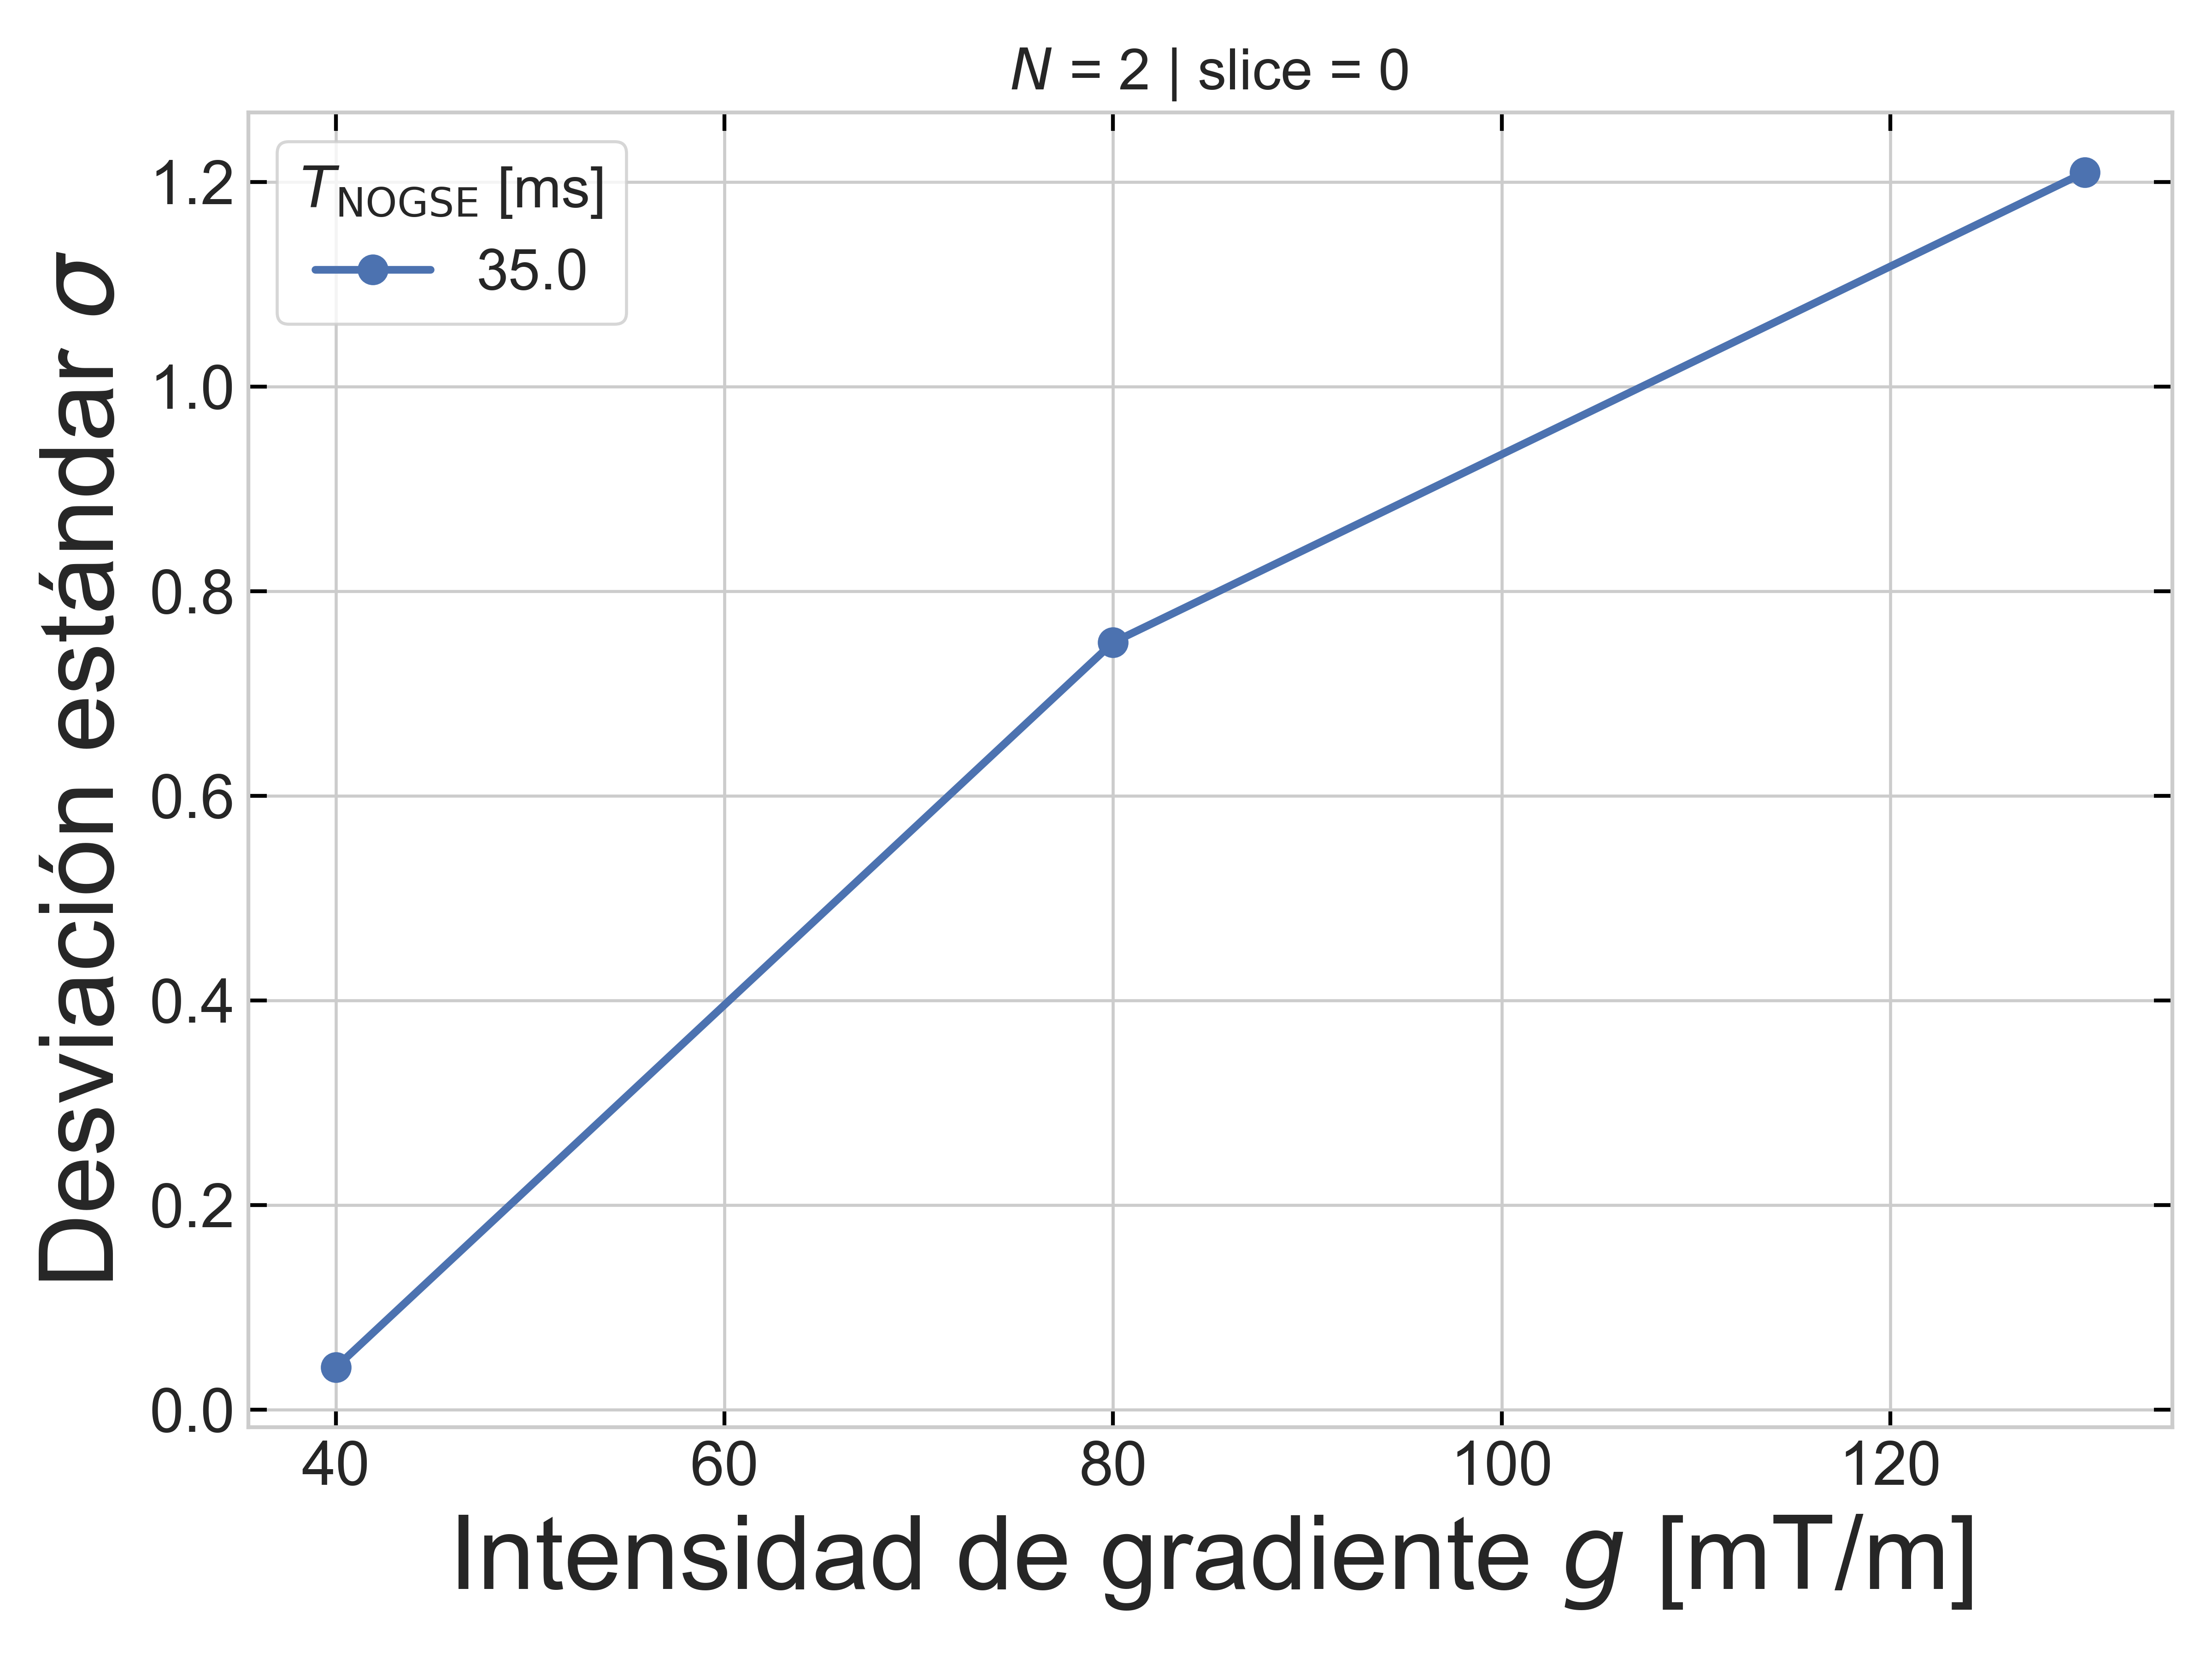 N = 2 | slice = 0
T_NOGSE [ms]
35.0
Desviación estándar σ
1.2
1.0
0.8
0.6
0.4
0.2
0.0
40 60 80 100 120
Intensidad de gradiente g [mT/m]